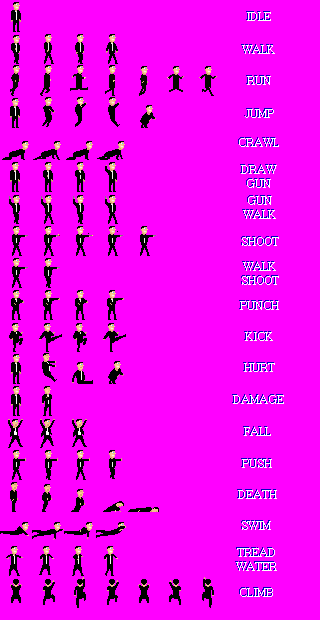 IDLE
WALK
RUN
JUMP
CRAWL
DRAW
GUN
GUN
WALK
SHOOT
WALK
SHOOT
PUNCH
KICK
HURT
DAMAGE
FALL
PUSH
DEATH
SWIM
TREAD
WATER
CLIMB